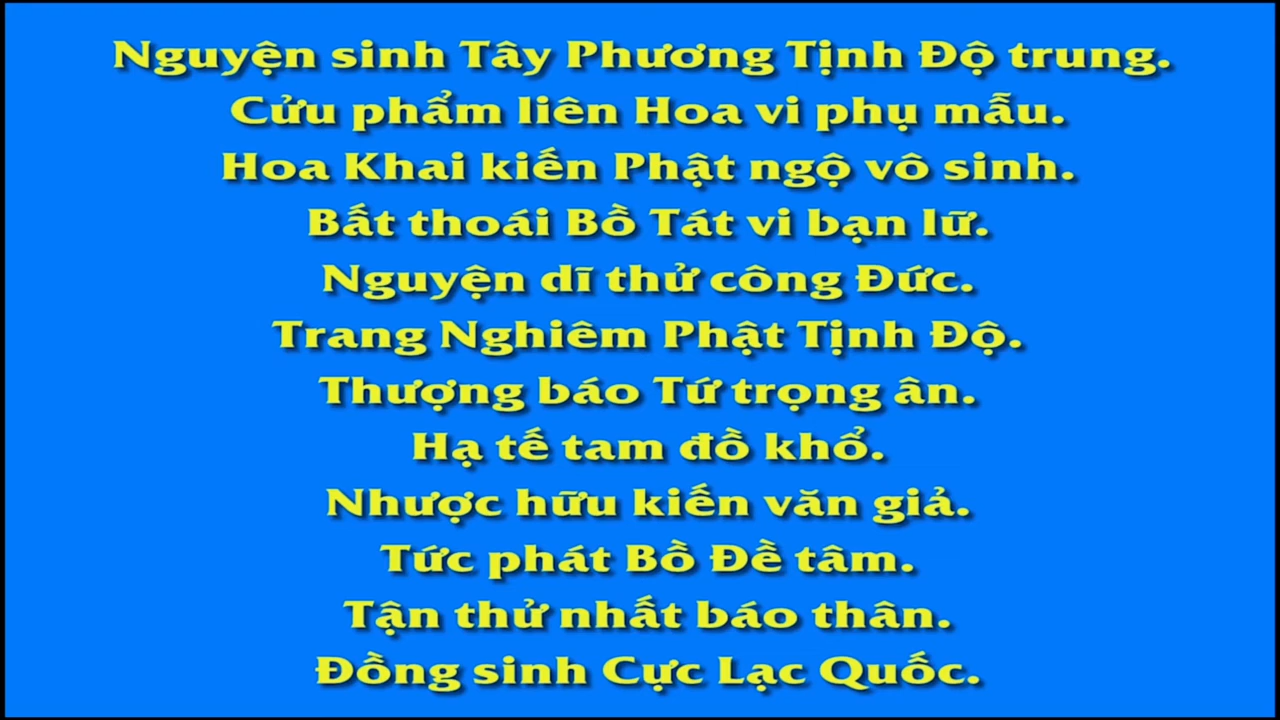 Nguyện sinh Tây Phương Tịnh Độ trung.
Cửu phẩm liên Hoa vi phụ mẫu.
Hoa Khai kiến Phật ngộ vô sinh.
Bất thoái Bồ Tát vi bạn lữ.
Nguyện dĩ thử công Đức.
Trang Nghiêm Phật Tịnh Độ.
Thượng báo Tứ trọng ân.
Hạ tế tam đồ khổ.
Nhược hữu kiến văn giả.
Tức phát Bồ Đề tâm.
Tận thử nhất báo thân.
Đồng sinh Cực Lạc Quốc.